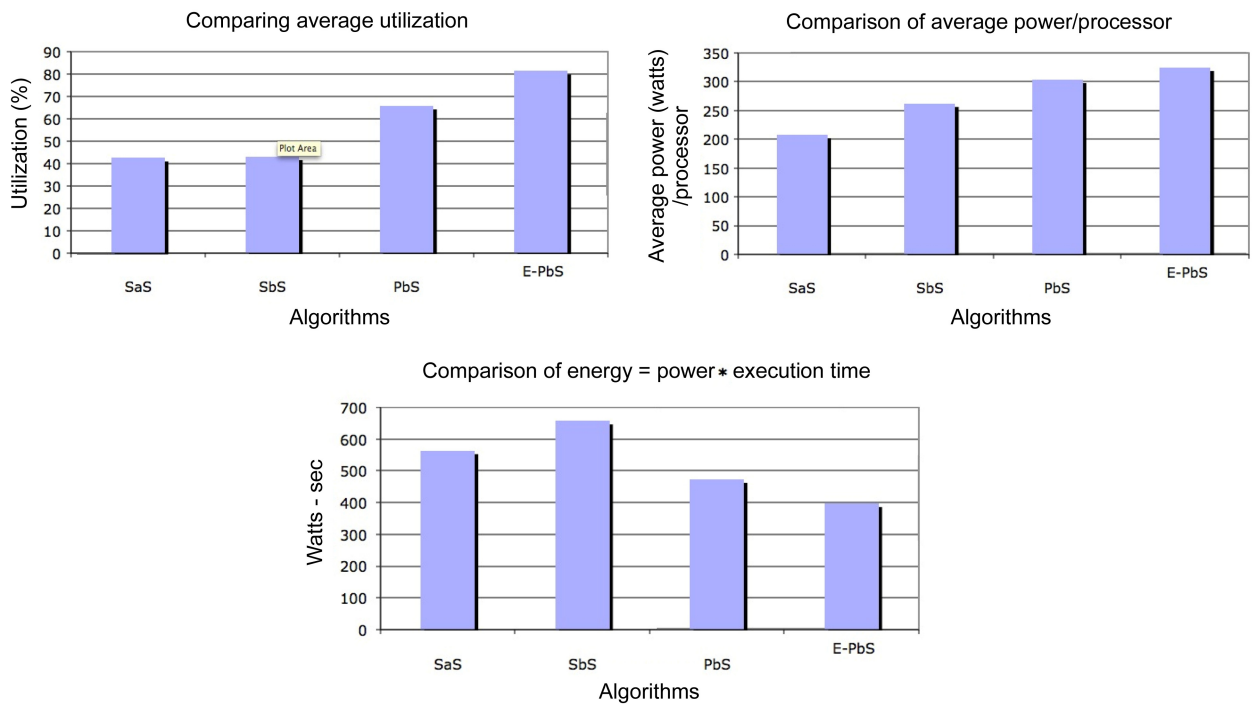 Comparing average utilization
Utilization (%)
90
80
70
60
50
40
30
20
10
0
Plot Area
SaS
SbS
PbS
E-PbS
Algorithms
Comparison of average power/processor
Average power (watts)
/processor
350
300
250
200
150
100
50
0
SaS
SbS
PbS
E-PbS
Algorithms
Comparison of energy = power * execution time
Watts - sec
700
600
500
400
300
200
100
0
SaS
SbS
PbS
E-PbS
Algorithms